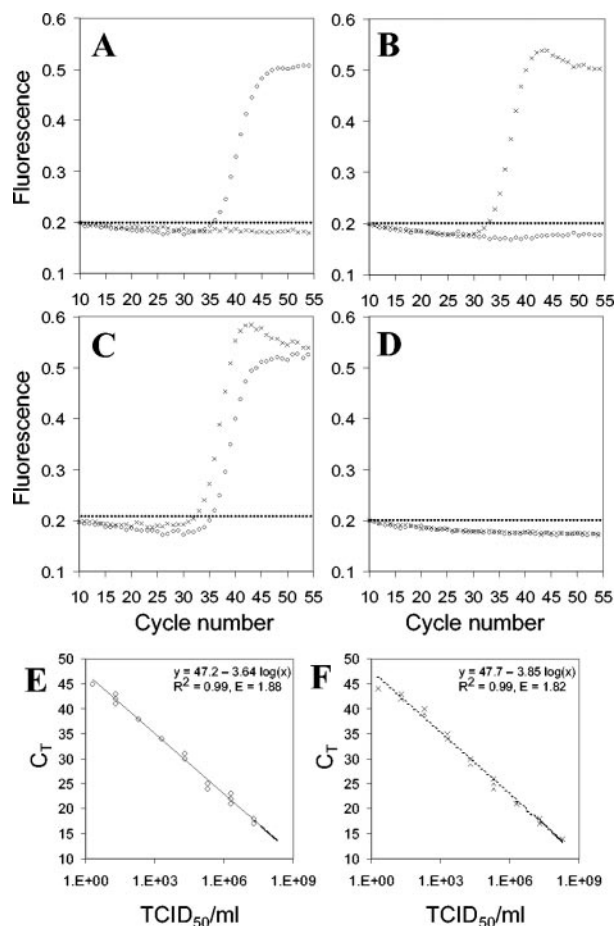 A
B
Fluorescence
0.6
0.5
0.4
0.3
0.2
0.1
10 15 20 25 30 35 40 45 50 55
0.6
0.5
0.4
0.3
0.2
0.1
10 15 20 25 30 35 40 45 50 55
C
D
Fluorescence
0.6
0.5
0.4
0.3
0.2
0.1
10 15 20 25 30 35 40 45 50 55
Cycle number
0.6
0.5
0.4
0.3
0.2
0.1
10 15 20 25 30 35 40 45 50 55
Cycle number
E
y = 47.2 – 3.64 log(x)
R² = 0.99, E = 1.88
C_T
50
45
40
35
30
25
20
15
10
1.E+00 1.E+03 1.E+06 1.E+09
TCID₅₀/ml
F
y = 47.7 – 3.85 log(x)
R² = 0.99, E = 1.82
C_T
50
45
40
35
30
25
20
15
10
1.E+00 1.E+03 1.E+06 1.E+09
TCID₅₀/ml